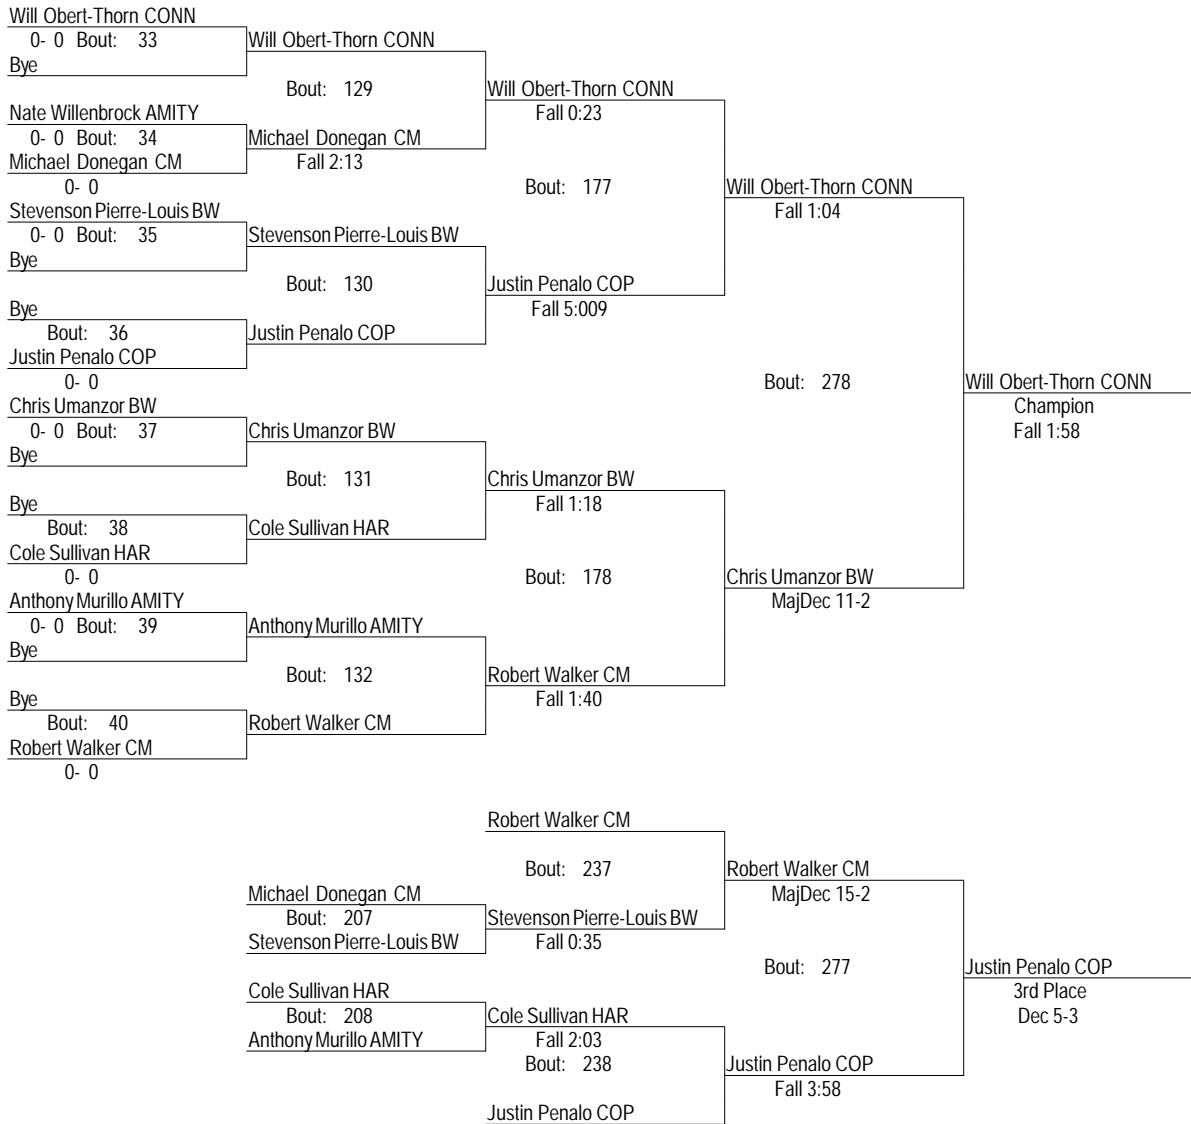 Will Obert-Thorn CONN
0- 0 Bout: 33
Will Obert-Thorn CONN
Bye
Bout: 129
Will Obert-Thorn CONN
Nate Willenbrock AMITY
Fall 0:23
0- 0 Bout: 34
Michael Donegan CM
Michael Donegan CM
Fall 2:13
0- 0
Bout: 177
Will Obert-Thorn CONN
Stevenson Pierre-Louis BW
Fall 1:04
0- 0 Bout: 35
Stevenson Pierre-Louis BW
Bye
Bout: 130
Justin Penalo COP
Bye
Fall 5:009
Bout: 36
Justin Penalo COP
Justin Penalo COP
0- 0
Bout: 278
Will Obert-Thorn CONN
Chris Umanzor BW
Champion
0- 0 Bout: 37
Chris Umanzor BW
Fall 1:58
Bye
Bout: 131
Chris Umanzor BW
Bye
Fall 1:18
Bout: 38
Cole Sullivan HAR
Cole Sullivan HAR
0- 0
Bout: 178
Chris Umanzor BW
Anthony Murillo AMITY
MajDec 11-2
0- 0 Bout: 39
Anthony Murillo AMITY
Bye
Bout: 132
Robert Walker CM
Bye
Fall 1:40
Bout: 40
Robert Walker CM
Robert Walker CM
0- 0
Robert Walker CM
Bout: 237
Robert Walker CM
Michael Donegan CM
MajDec 15-2
Bout: 207
Stevenson Pierre-Louis BW
Stevenson Pierre-Louis BW
Fall 0:35
Bout: 277
Justin Penalo COP
Cole Sullivan HAR
3rd Place
Bout: 208
Cole Sullivan HAR
Dec 5-3
Anthony Murillo AMITY
Fall 2:03
Bout: 238
Justin Penalo COP
Fall 3:58
Justin Penalo COP